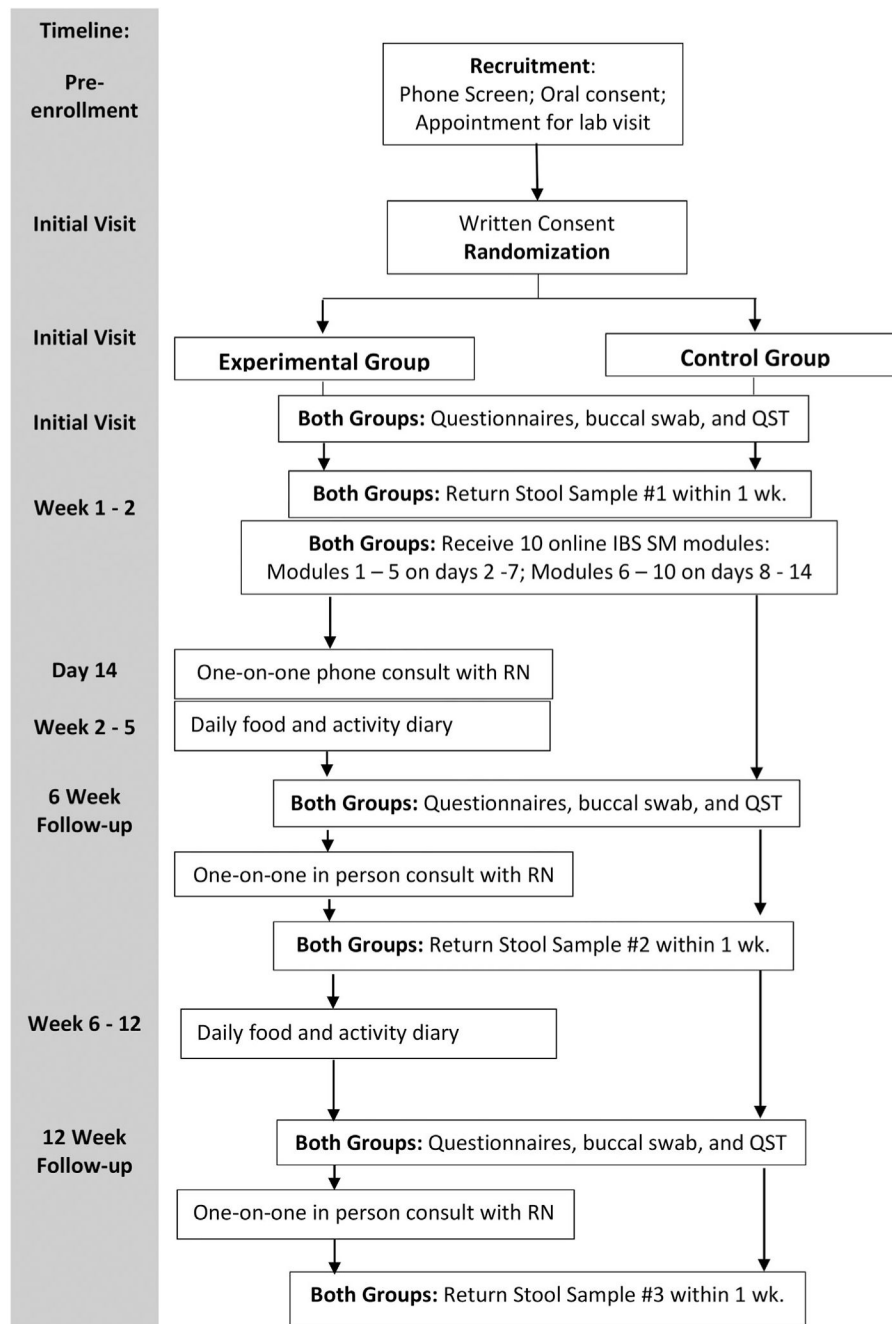 Timeline:
Pre-
enrollment
Recruitment:
Phone Screen; Oral consent;
Appointment for lab visit
Initial Visit
Written Consent
Randomization
Initial Visit
Experimental Group
Control Group
Initial Visit
Both Groups: Questionnaires, buccal swab, and QST
Week 1 - 2
Both Groups: Return Stool Sample #1 within 1 wk.
Both Groups: Receive 10 online IBS SM modules:
Modules 1 – 5 on days 2 -7; Modules 6 – 10 on days 8 - 14
Day 14
One-on-one phone consult with RN
Week 2 - 5
Daily food and activity diary
6 Week
Follow-up
Both Groups: Questionnaires, buccal swab, and QST
One-on-one in person consult with RN
Both Groups: Return Stool Sample #2 within 1 wk.
Week 6 - 12
Daily food and activity diary
12 Week
Follow-up
Both Groups: Questionnaires, buccal swab, and QST
One-on-one in person consult with RN
Both Groups: Return Stool Sample #3 within 1 wk.